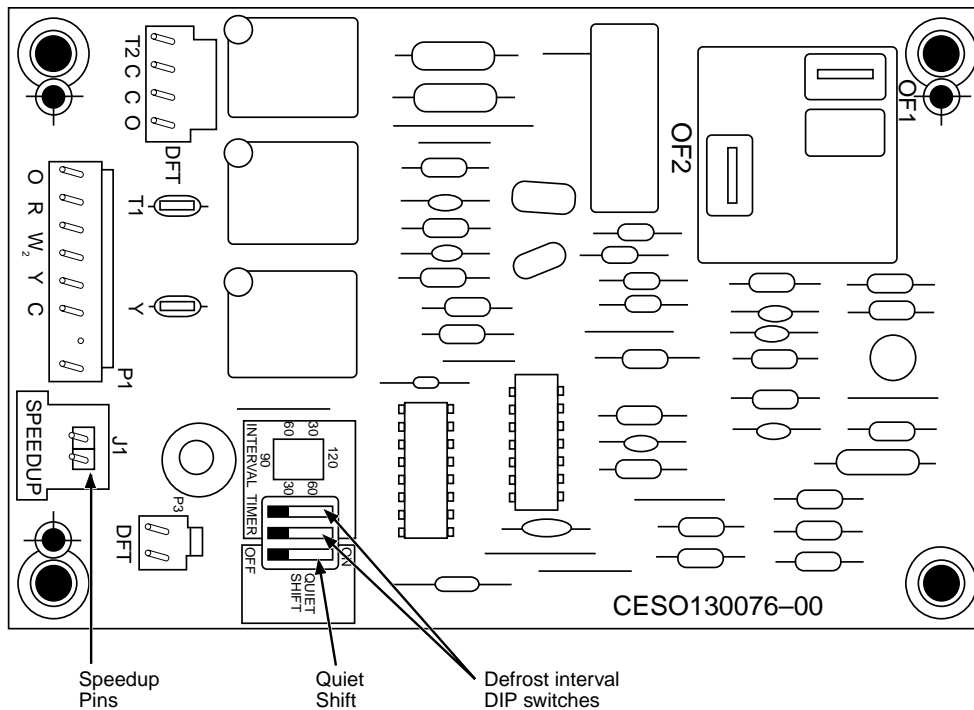 T2 C C O
DFT
OF1
OF2
O R W2 Y C
T1
Y
P1
SPEEDUP
J1
P3
DFT
INTERVAL TIMER
60
30
90
120
30
60
OFF
ON
QUIET
SHIFT
CESO130076–00
Speedup
Pins
Quiet
Shift
Defrost interval
DIP switches